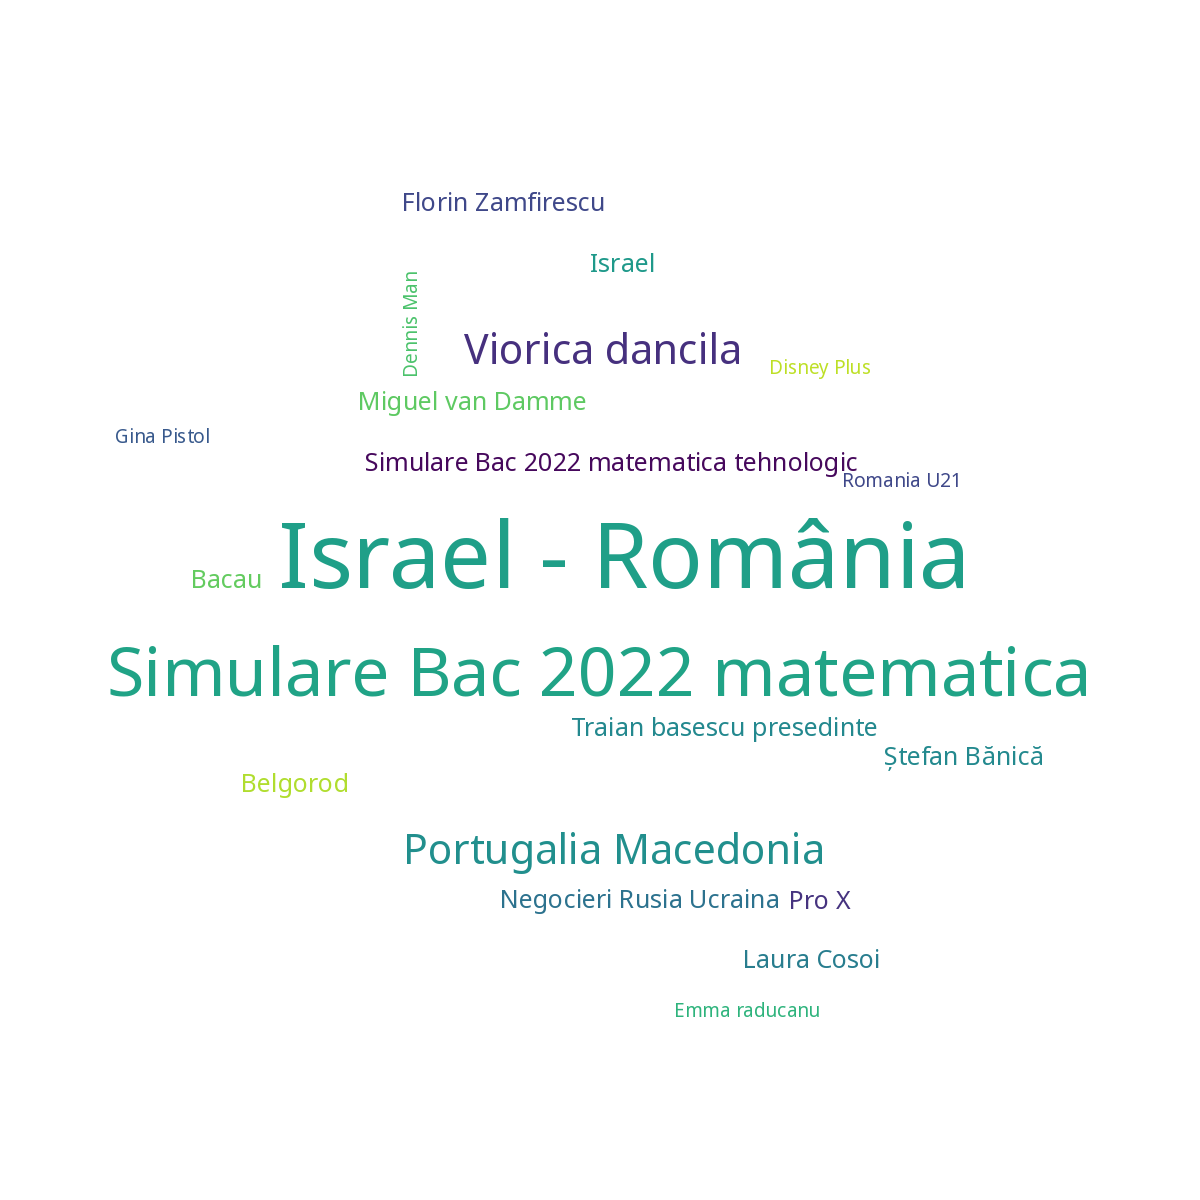 Florin Zamfirescu
Israel
Dennis Man
Viorica dancila
Disney Plus
Miguel van Damme
Gina Pistol
Simulare Bac 2022 matematica tehnologic
Romania U21
Israel - România
Bacau
Simulare Bac 2022 matematica
Traian basescu presedinte
Ștefan Bănică
Belgorod
Portugalia Macedonia
Negocieri Rusia Ucraina
Pro X
Laura Cosoi
Emma raducanu